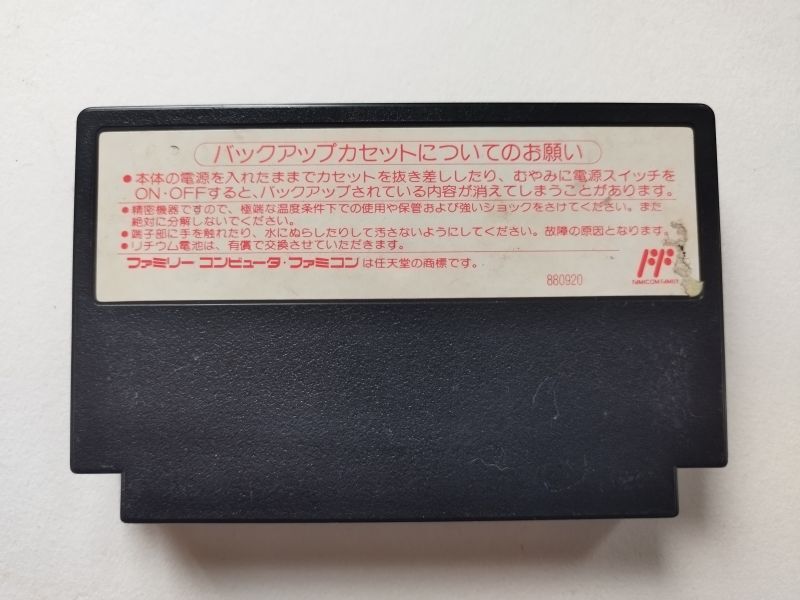 バックアップカセットについてのお願い
●本体の電源を入れたままでカセットを抜き差ししたり、むやみに電源スイッチを
ON・OFFすると、バックアップされている内容が消えてしまうことがあります。
●精密機器ですので、極端な温度条件下での使用や保管および強いショックをさけてください。また
絶対に分解しないでください。
●端子部に手を触れたり、水にぬらしたりして汚さないようにしてください。故障の原因となります。
●リチウム電池は、有償で交換させていただきます。
ファミリー コンピュータ・ファミコン は任天堂の商標です。
880920
FF
FAMICOM FAMILY